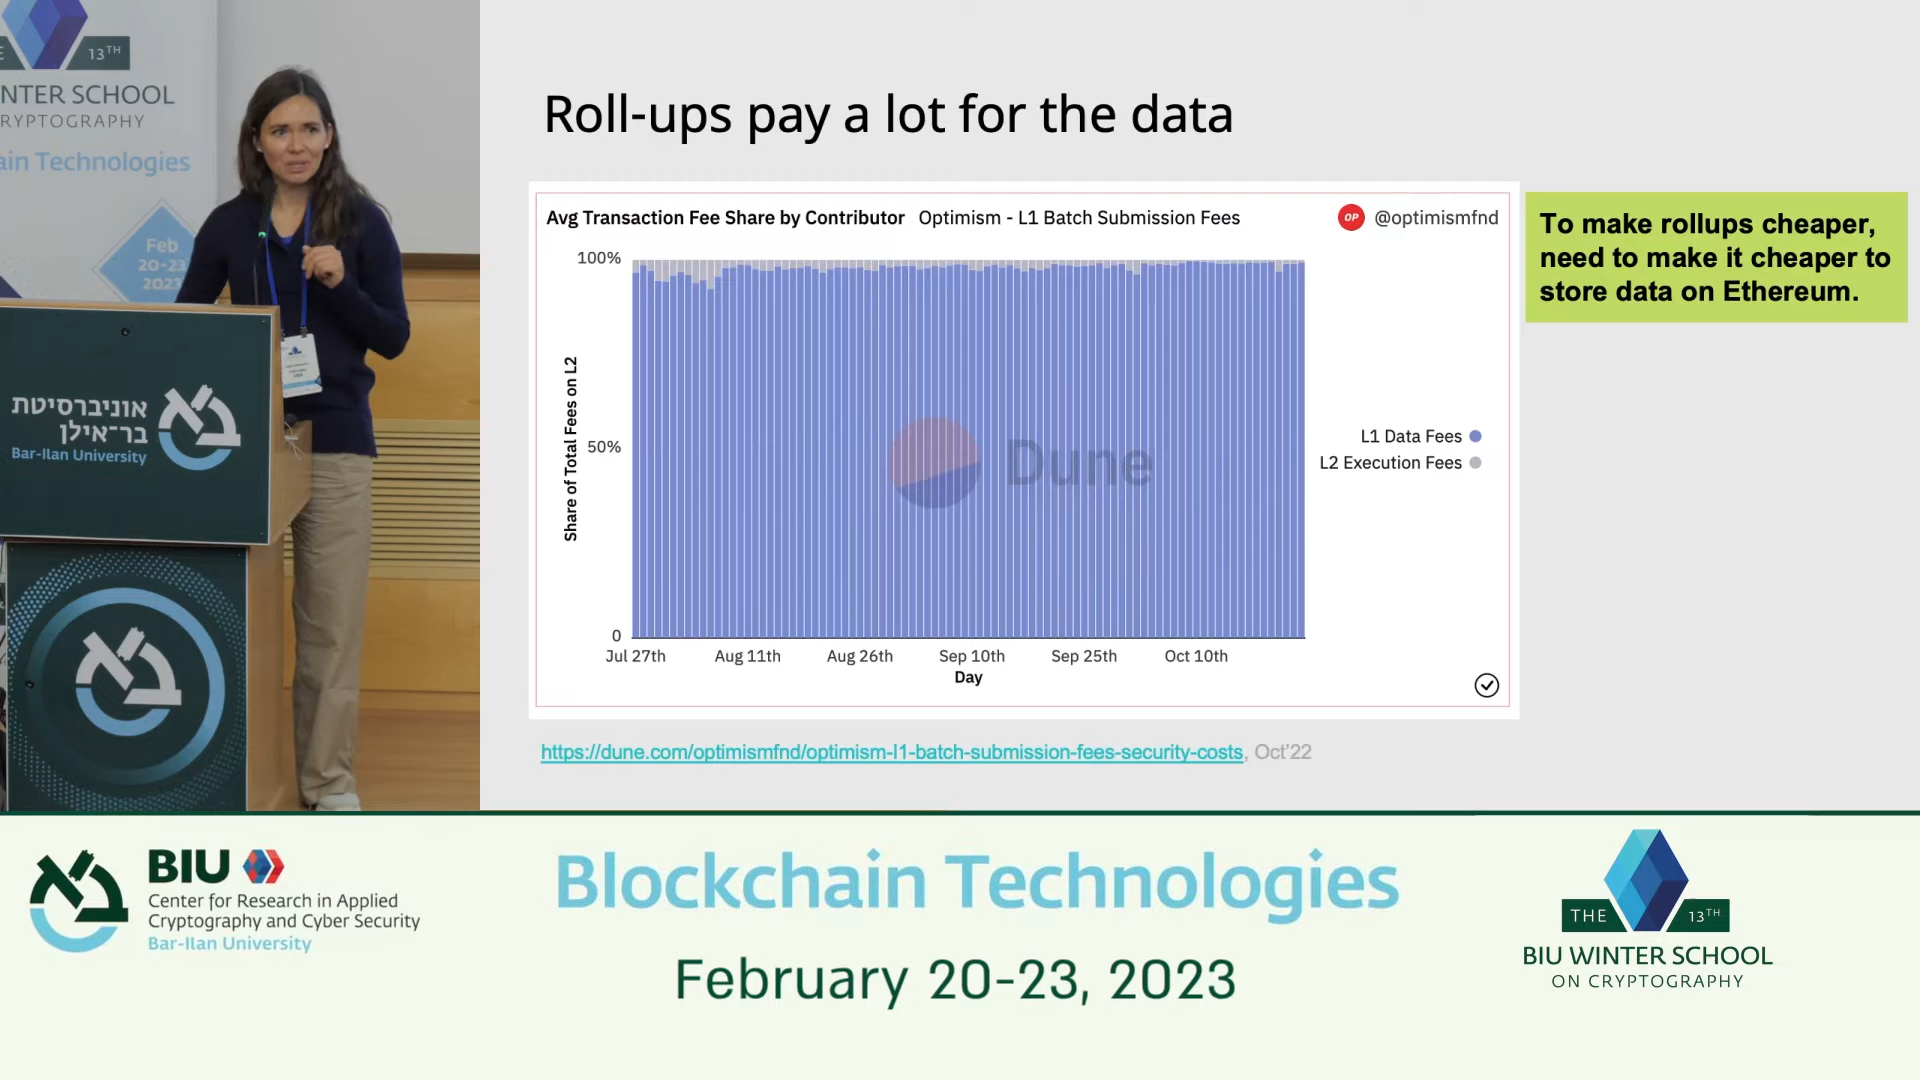 13TH
NTER SCHOOL
RYPTOGRAPHY
ain Technologies
Feb
20-23
2023
אוניברסיטת
בר־אילן
Bar-Ilan University
Roll-ups pay a lot for the data
Avg Transaction Fee Share by Contributor Optimism - L1 Batch Submission Fees
OP @optimismfnd
To make rollups cheaper,
need to make it cheaper to
store data on Ethereum.
100%
50%
0
Share of Total Fees on L2
Dune
L1 Data Fees
L2 Execution Fees
Jul 27th Aug 11th Aug 26th Sep 10th Sep 25th Oct 10th
Day
https://dune.com/optimismfnd/optimism-l1-batch-submission-fees-security-costs, Oct'22
BIU
Center for Research in Applied
Cryptography and Cyber Security
Bar-Ilan University
Blockchain Technologies
February 20-23, 2023
THE 13TH
BIU WINTER SCHOOL
ON CRYPTOGRAPHY